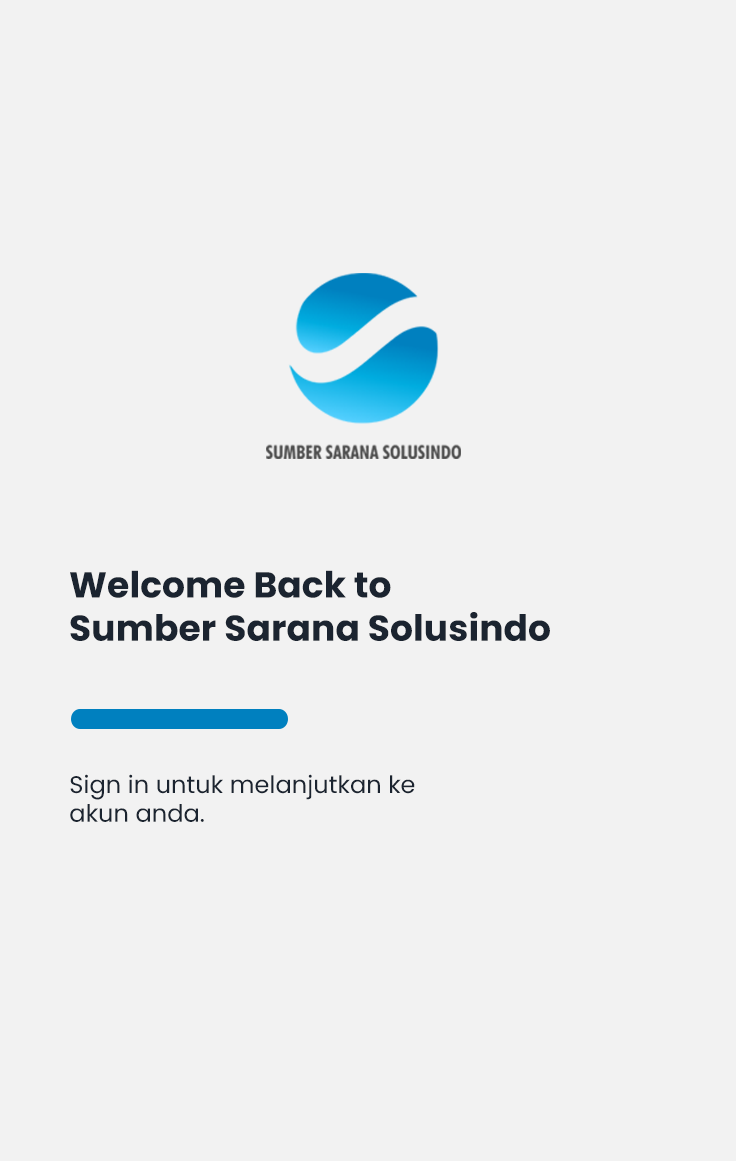 SUMBER SARANA SOLUSINDO
Welcome Back to
Sumber Sarana Solusindo
Sign in untuk melanjutkan ke
akun anda.